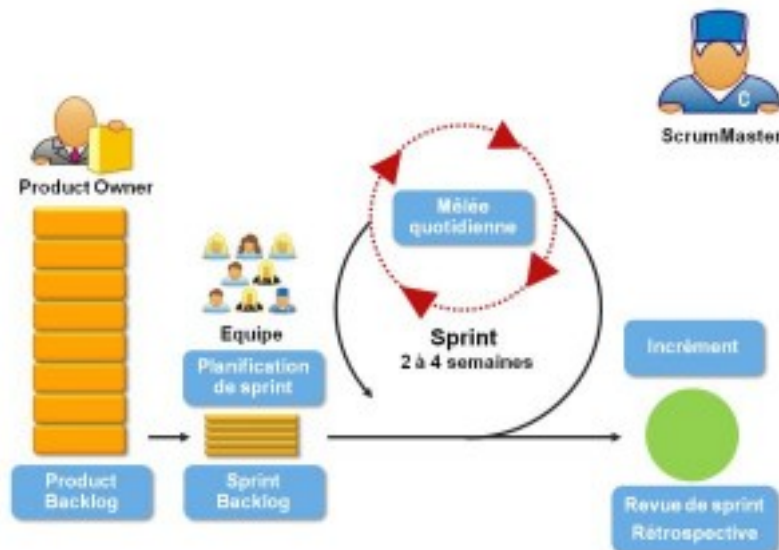 ScrumMaster
Product Owner
Mêlée
quotidienne
Equipe
Sprint
2 à 4 semaines
Planification
de sprint
Incrément
Product
Backlog
Sprint
Backlog
Revue de sprint
Rétrospective
C